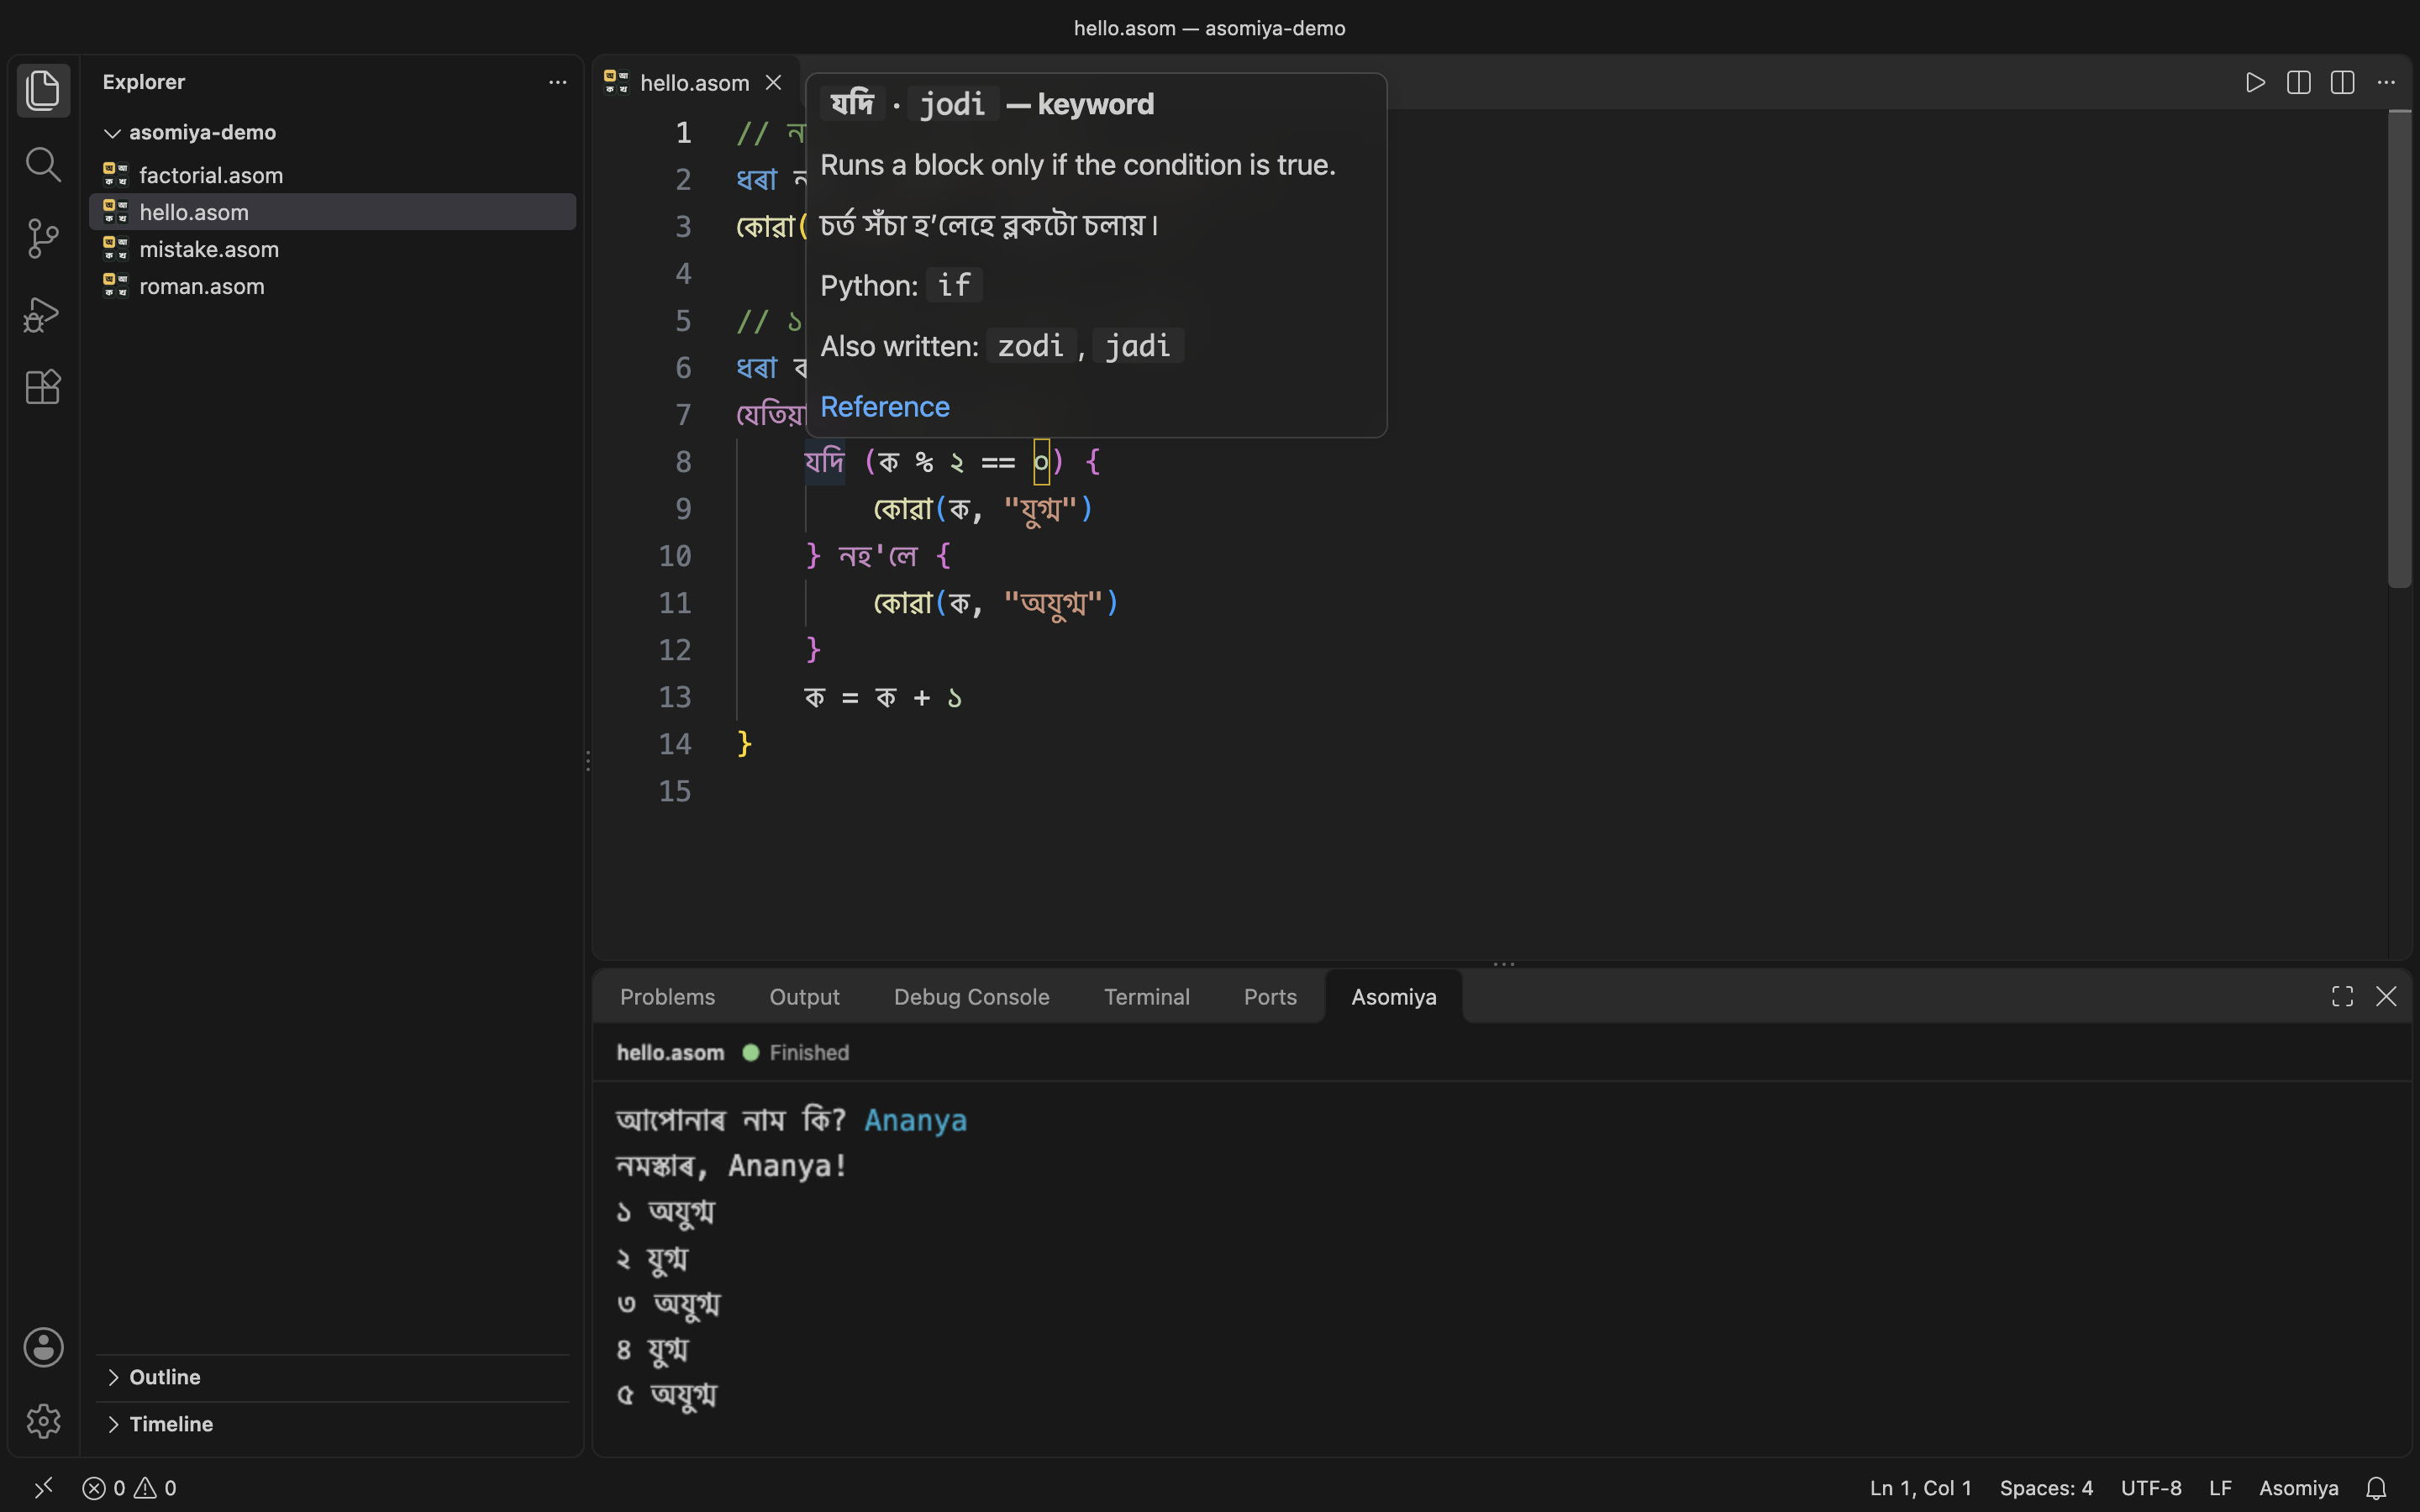 hello.asom — asomiya-demo
Explorer
asomiya-demo
factorial.asom
hello.asom
mistake.asom
roman.asom
Outline
Timeline
hello.asom
1 //
2 ধৰা
3 কোৱা(
4
5 // ১
6 ধৰা
7
8 যদি (ক % ২ == ০) {
9 কোৱা(ক, "যুগ্ম")
10 } নহ'লে {
11 কোৱা(ক, "অযুগ্ম")
12 }
13 ক = ক + ১
14 }
15
যদি · jodi — keyword
Runs a block only if the condition is true.
চৰ্ত সঁচা হ’লেহে ব্লকটো চলায়।
Python: if
Also written: zodi, jadi
Reference
Problems Output Debug Console Terminal Ports Asomiya
hello.asom Finished
আপোনাৰ নাম কি? Ananya
নমস্কাৰ, Ananya!
১ অযুগ্ম
২ যুগ্ম
৩ অযুগ্ম
৪ যুগ্ম
৫ অযুগ্ম
0 0 Ln 1, Col 1 Spaces: 4 UTF-8 LF Asomiya